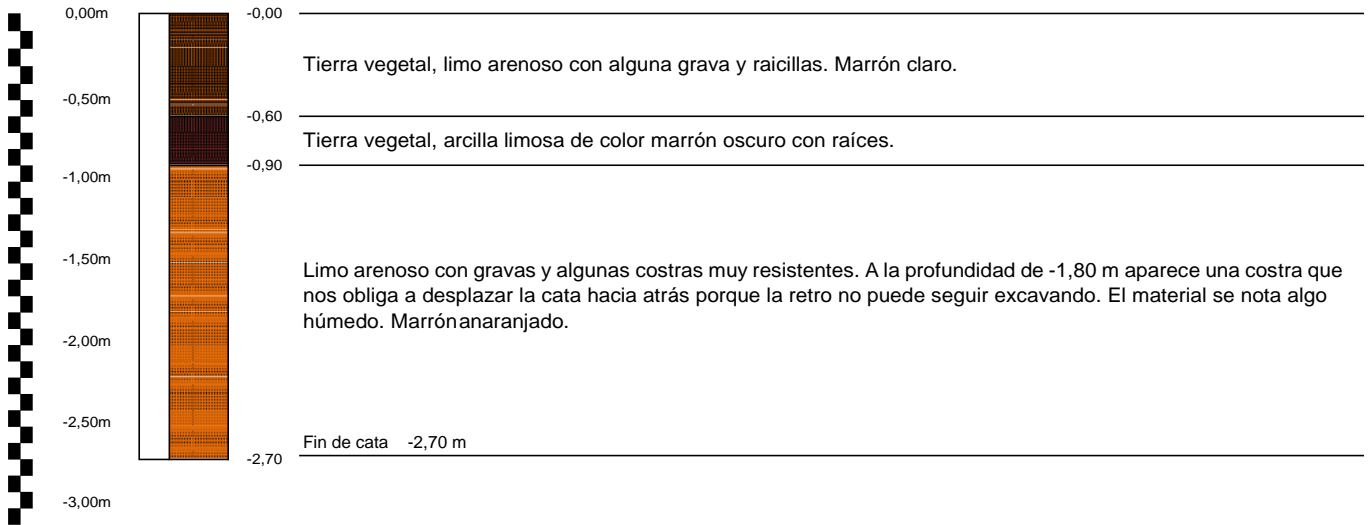 0,00m
-0,00
Tierra vegetal, limo arenoso con alguna grava y raicillas. Marrón claro.
-0,50m
-0,60
Tierra vegetal, arcilla limosa de color marrón oscuro con raíces.
-0,90
-1,00m
-1,50m
Limo arenoso con gravas y algunas costras muy resistentes. A la profundidad de -1,80 m aparece una costra que
nos obliga a desplazar la cata hacia atrás porque la retro no puede seguir excavando. El material se nota algo
húmedo. Marrónanaranjado.
-2,00m
-2,50m
Fin de cata -2,70 m
-2,70
-3,00m